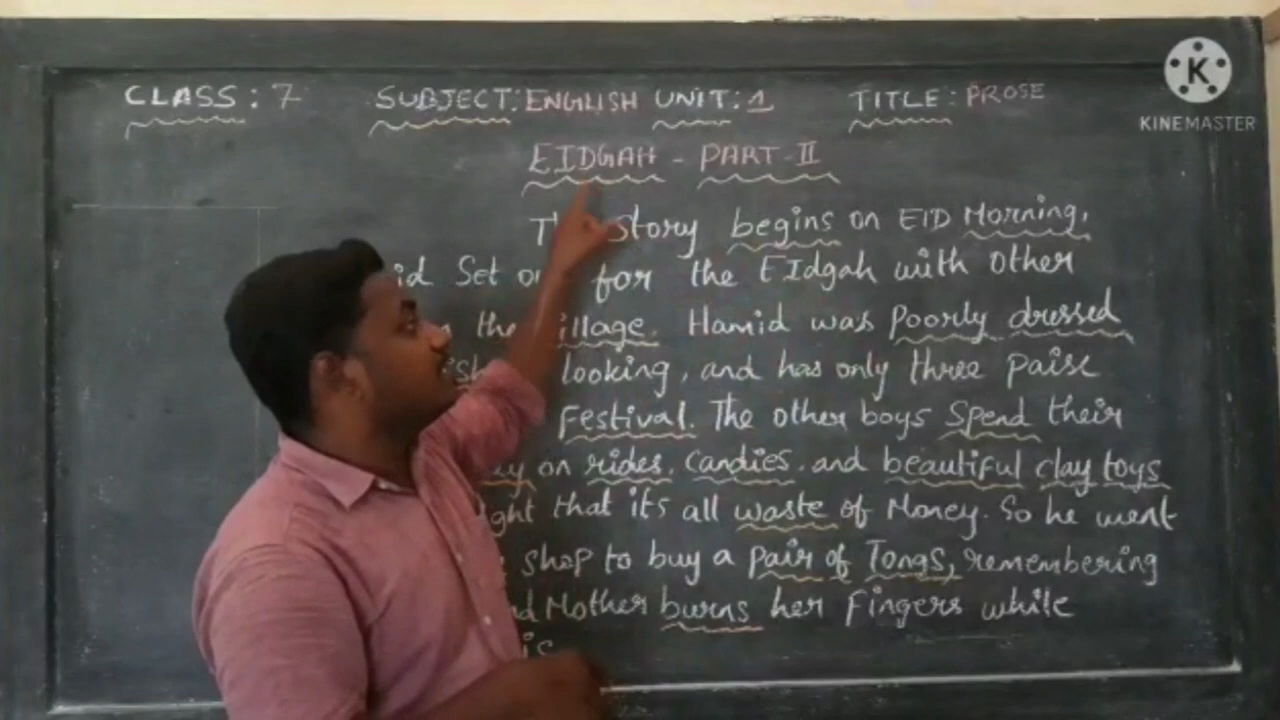 CLASS: 7 SUBJECT: ENGLISH UNIT: 1 TITLE: PROSE
KINEMASTER
EIDGAH - PART-II
story begins on EID Morning,
Set for the EIdgah with other
the village. Hamid was Poorly dressed
looking, and has only three paise
Festival. The other boys Spend their
on rides, Candies, and beautiful clay toys
that it's all waste of Money. So he went
shop to buy a pair of Tongs, remembering
Mother burns her Fingers while